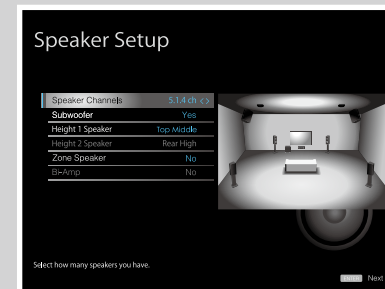 Speaker Setup
Speaker Channels 5.1.4 ch <>
Subwoofer Yes
Height 1 Speaker Top Middle
Height 2 Speaker Rear High
Zone Speaker No
Bi-Amp No
Select how many speakers you have.
ENTER Next